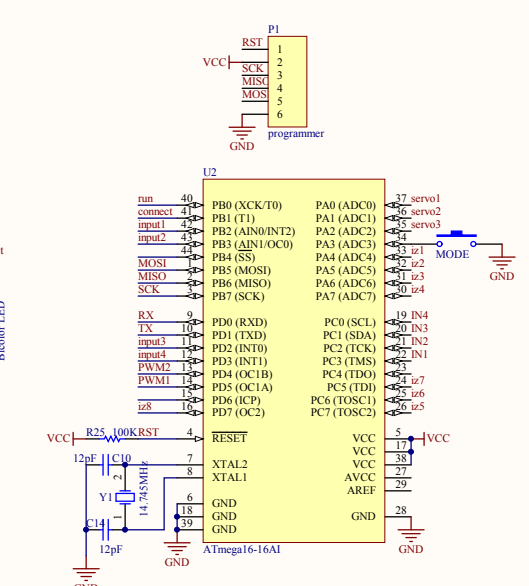 P1
RST
1
VCC
2
SCK
3
MISO
4
MOSI
5
6
programmer
GND
U2
run 40 PB0 (XCK/T0) PA0 (ADC0) 37 servo1
connect 41 PB1 (T1) PA1 (ADC1) 36 servo2
input1 42 PB2 (AIN0/INT2) PA2 (ADC2) 35 servo3
input2 43 PB3 (AIN1/OC0) PA3 (ADC3) 34
44 PB4 (SS) PA4 (ADC4) 33 iz1
MOSI 1 PB5 (MOSI) PA5 (ADC5) 32 iz2
MISO 2 PB6 (MISO) PA6 (ADC6) 31 iz3
SCK 3 PB7 (SCK) PA7 (ADC7) 30 iz4
MODE
GND
RX 9 PD0 (RXD) PC0 (SCL) 19 IN4
TX 10 PD1 (TXD) PC1 (SDA) 20 IN3
input3 11 PD2 (INT0) PC2 (TCK) 21 IN2
input4 12 PD3 (INT1) PC3 (TMS) 22 IN1
PWM2 13 PD4 (OC1B) PC4 (TDO) 23
PWM1 14 PD5 (OC1A) PC5 (TDI) 24 iz7
15 PD6 (ICP) PC6 (TOSC1) 25 iz6
iz8 16 PD7 (OC2) PC7 (TOSC2) 26 iz5
VCC R25 100K RST 4 RESET VCC 5 VCC
VCC 17
12pF C10 7 XTAL2 VCC 38
8 XTAL1 AVCC 27
AREF 29
2
Y1
14.745MHz
1
6 GND
18 GND GND 28
39 GND
C14
12pF
GND
ATmega16-16AI
GND
GND
Bicolor LED